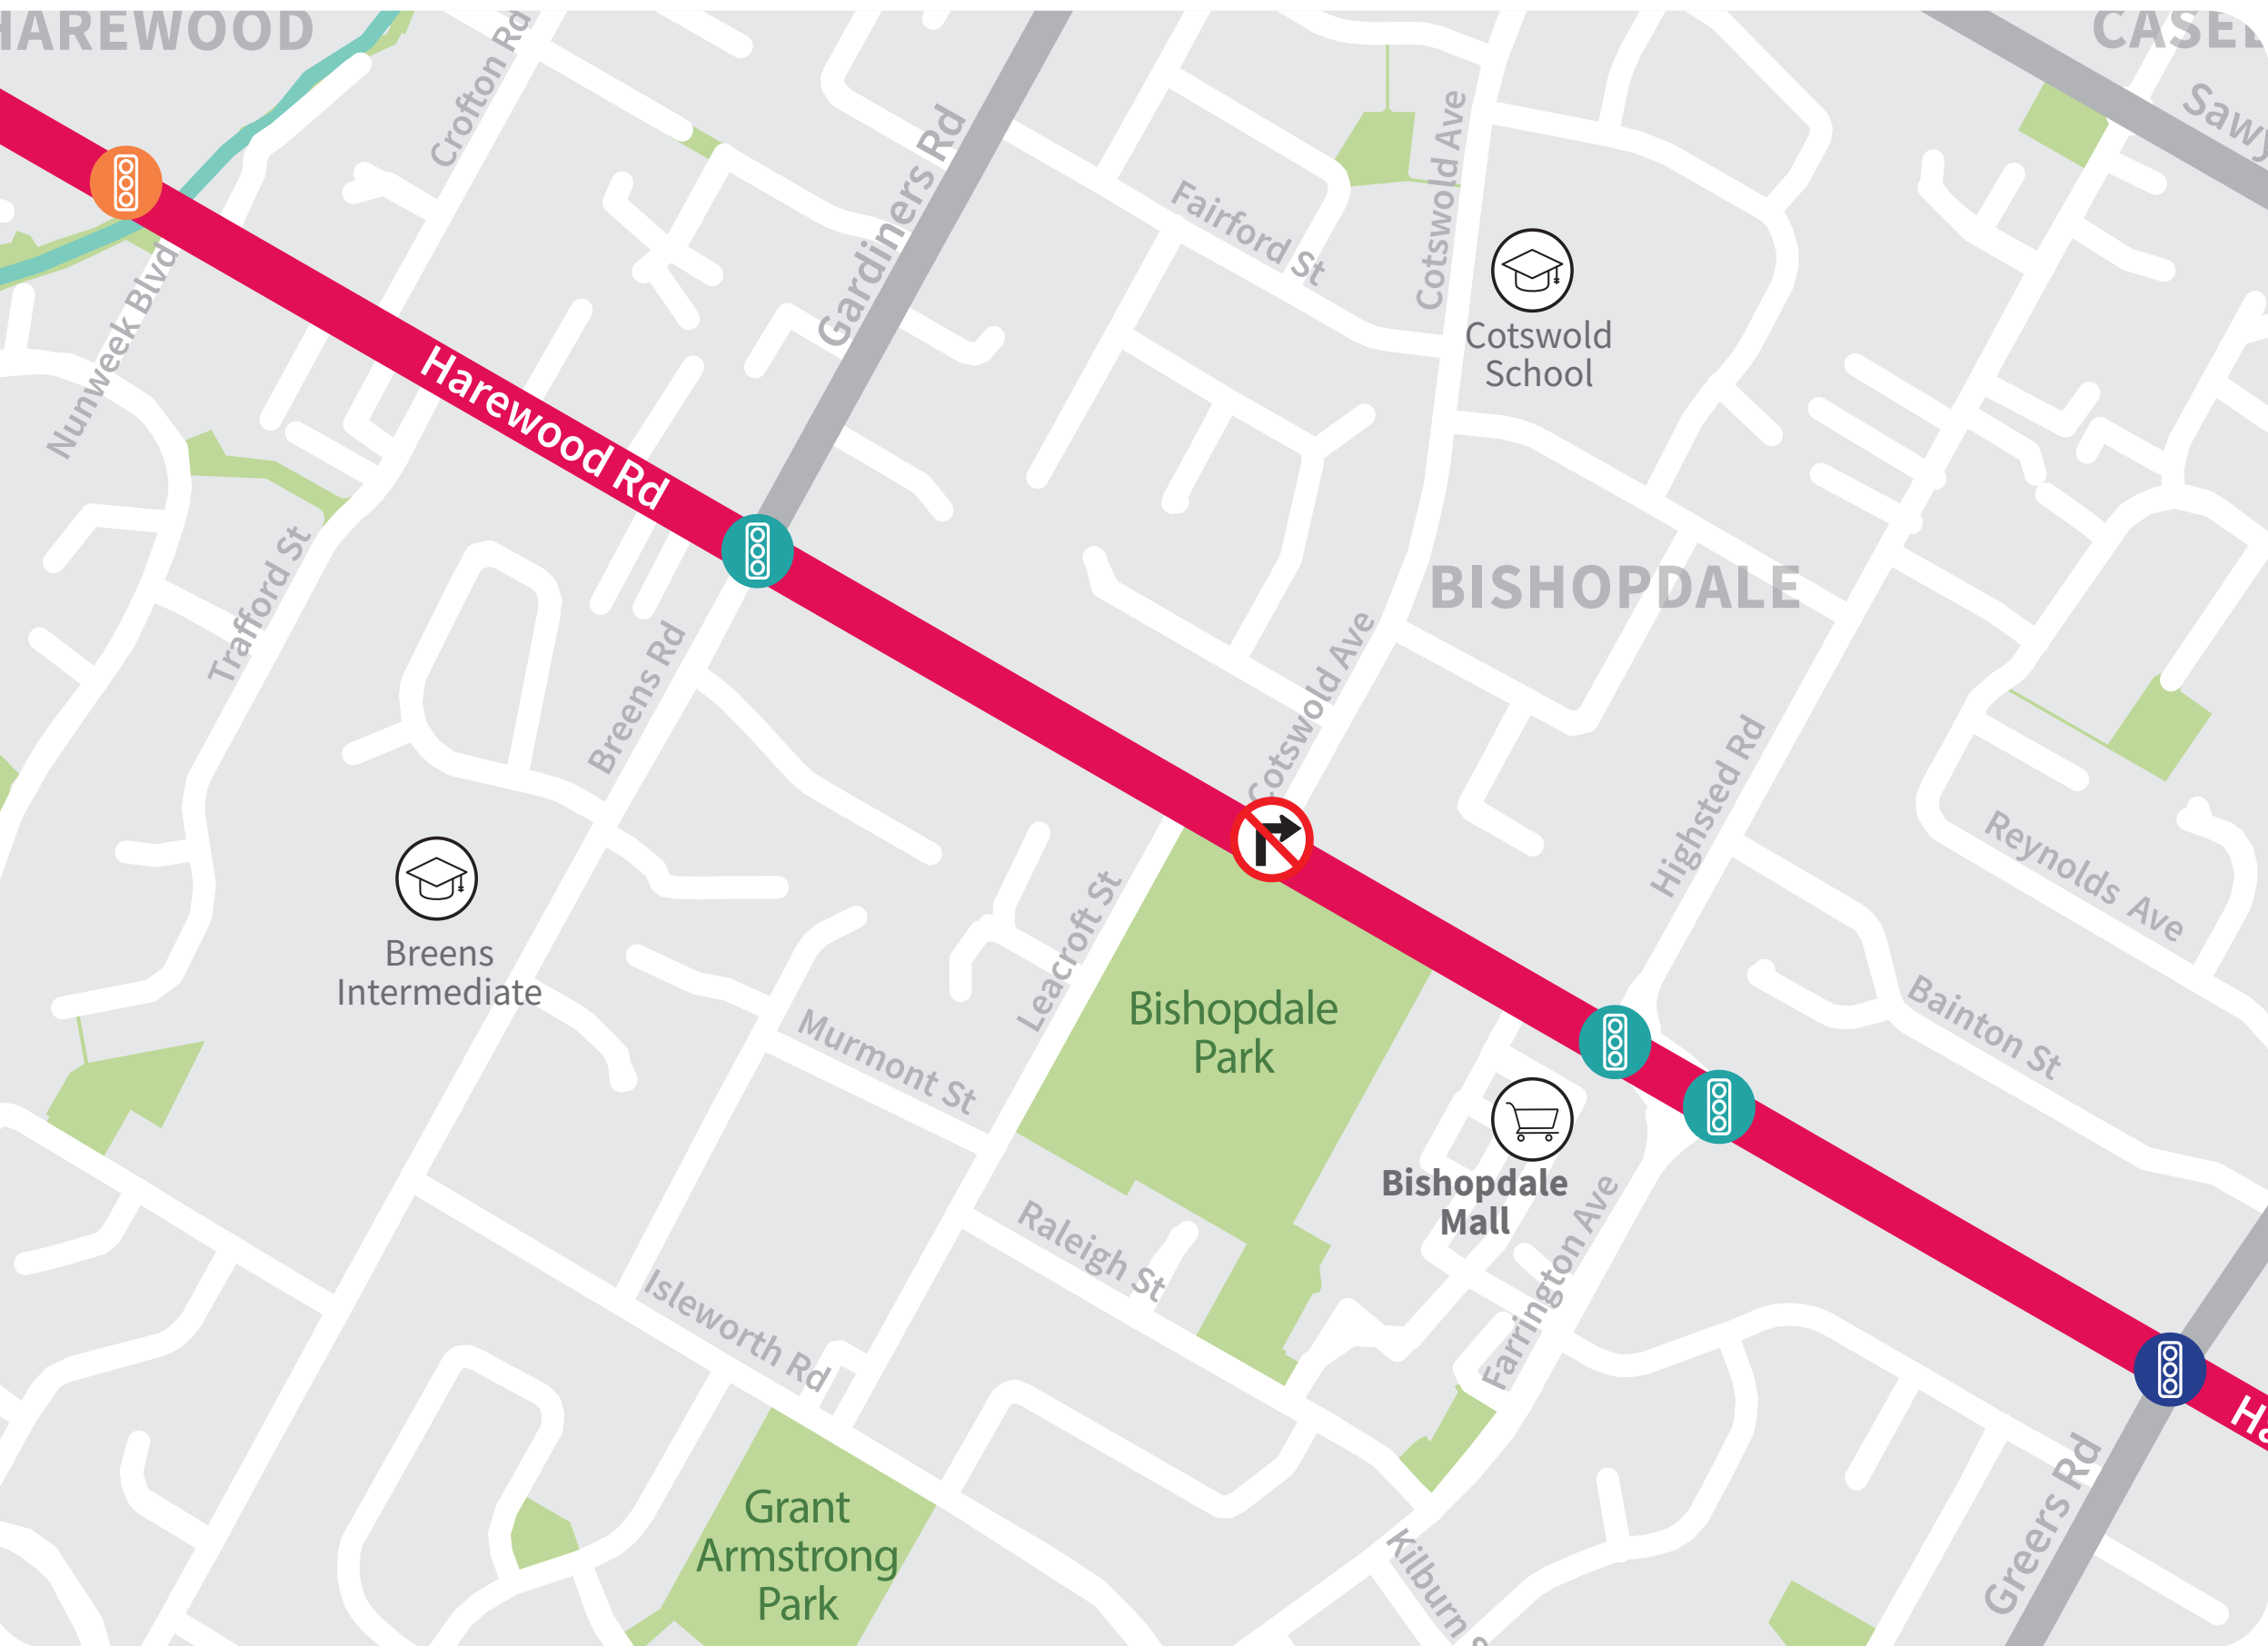 HAREWOOD
Crofton Rd
Gardiners Rd
Nunweek Blvd
Harewood Rd
Trafford St
Breens Rd
Fairford St
Cotswold Ave
Cotswold
School
BISHOPDALE
Cotswold Ave
Highsted Rd
Reynolds Ave
Bainton St
Breens
Intermediate
Leacroft St
Murmont St
Bishopdale
Park
Bishopdale
Mall
Raleigh St
Farrington Ave
Isleworth Rd
Grant
Armstrong
Park
Greers Rd
Kilburn